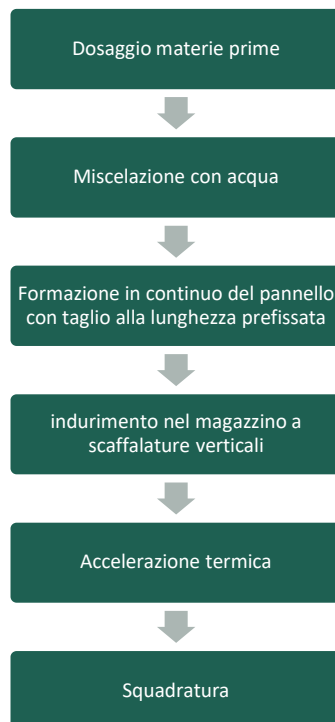 Dosaggio materie prime
Miscelazione con acqua
Formazione in continuo del pannello
con taglio alla lunghezza prefissata
indurimento nel magazzino a
scaffalature verticali
Accelerazione termica
Squadratura